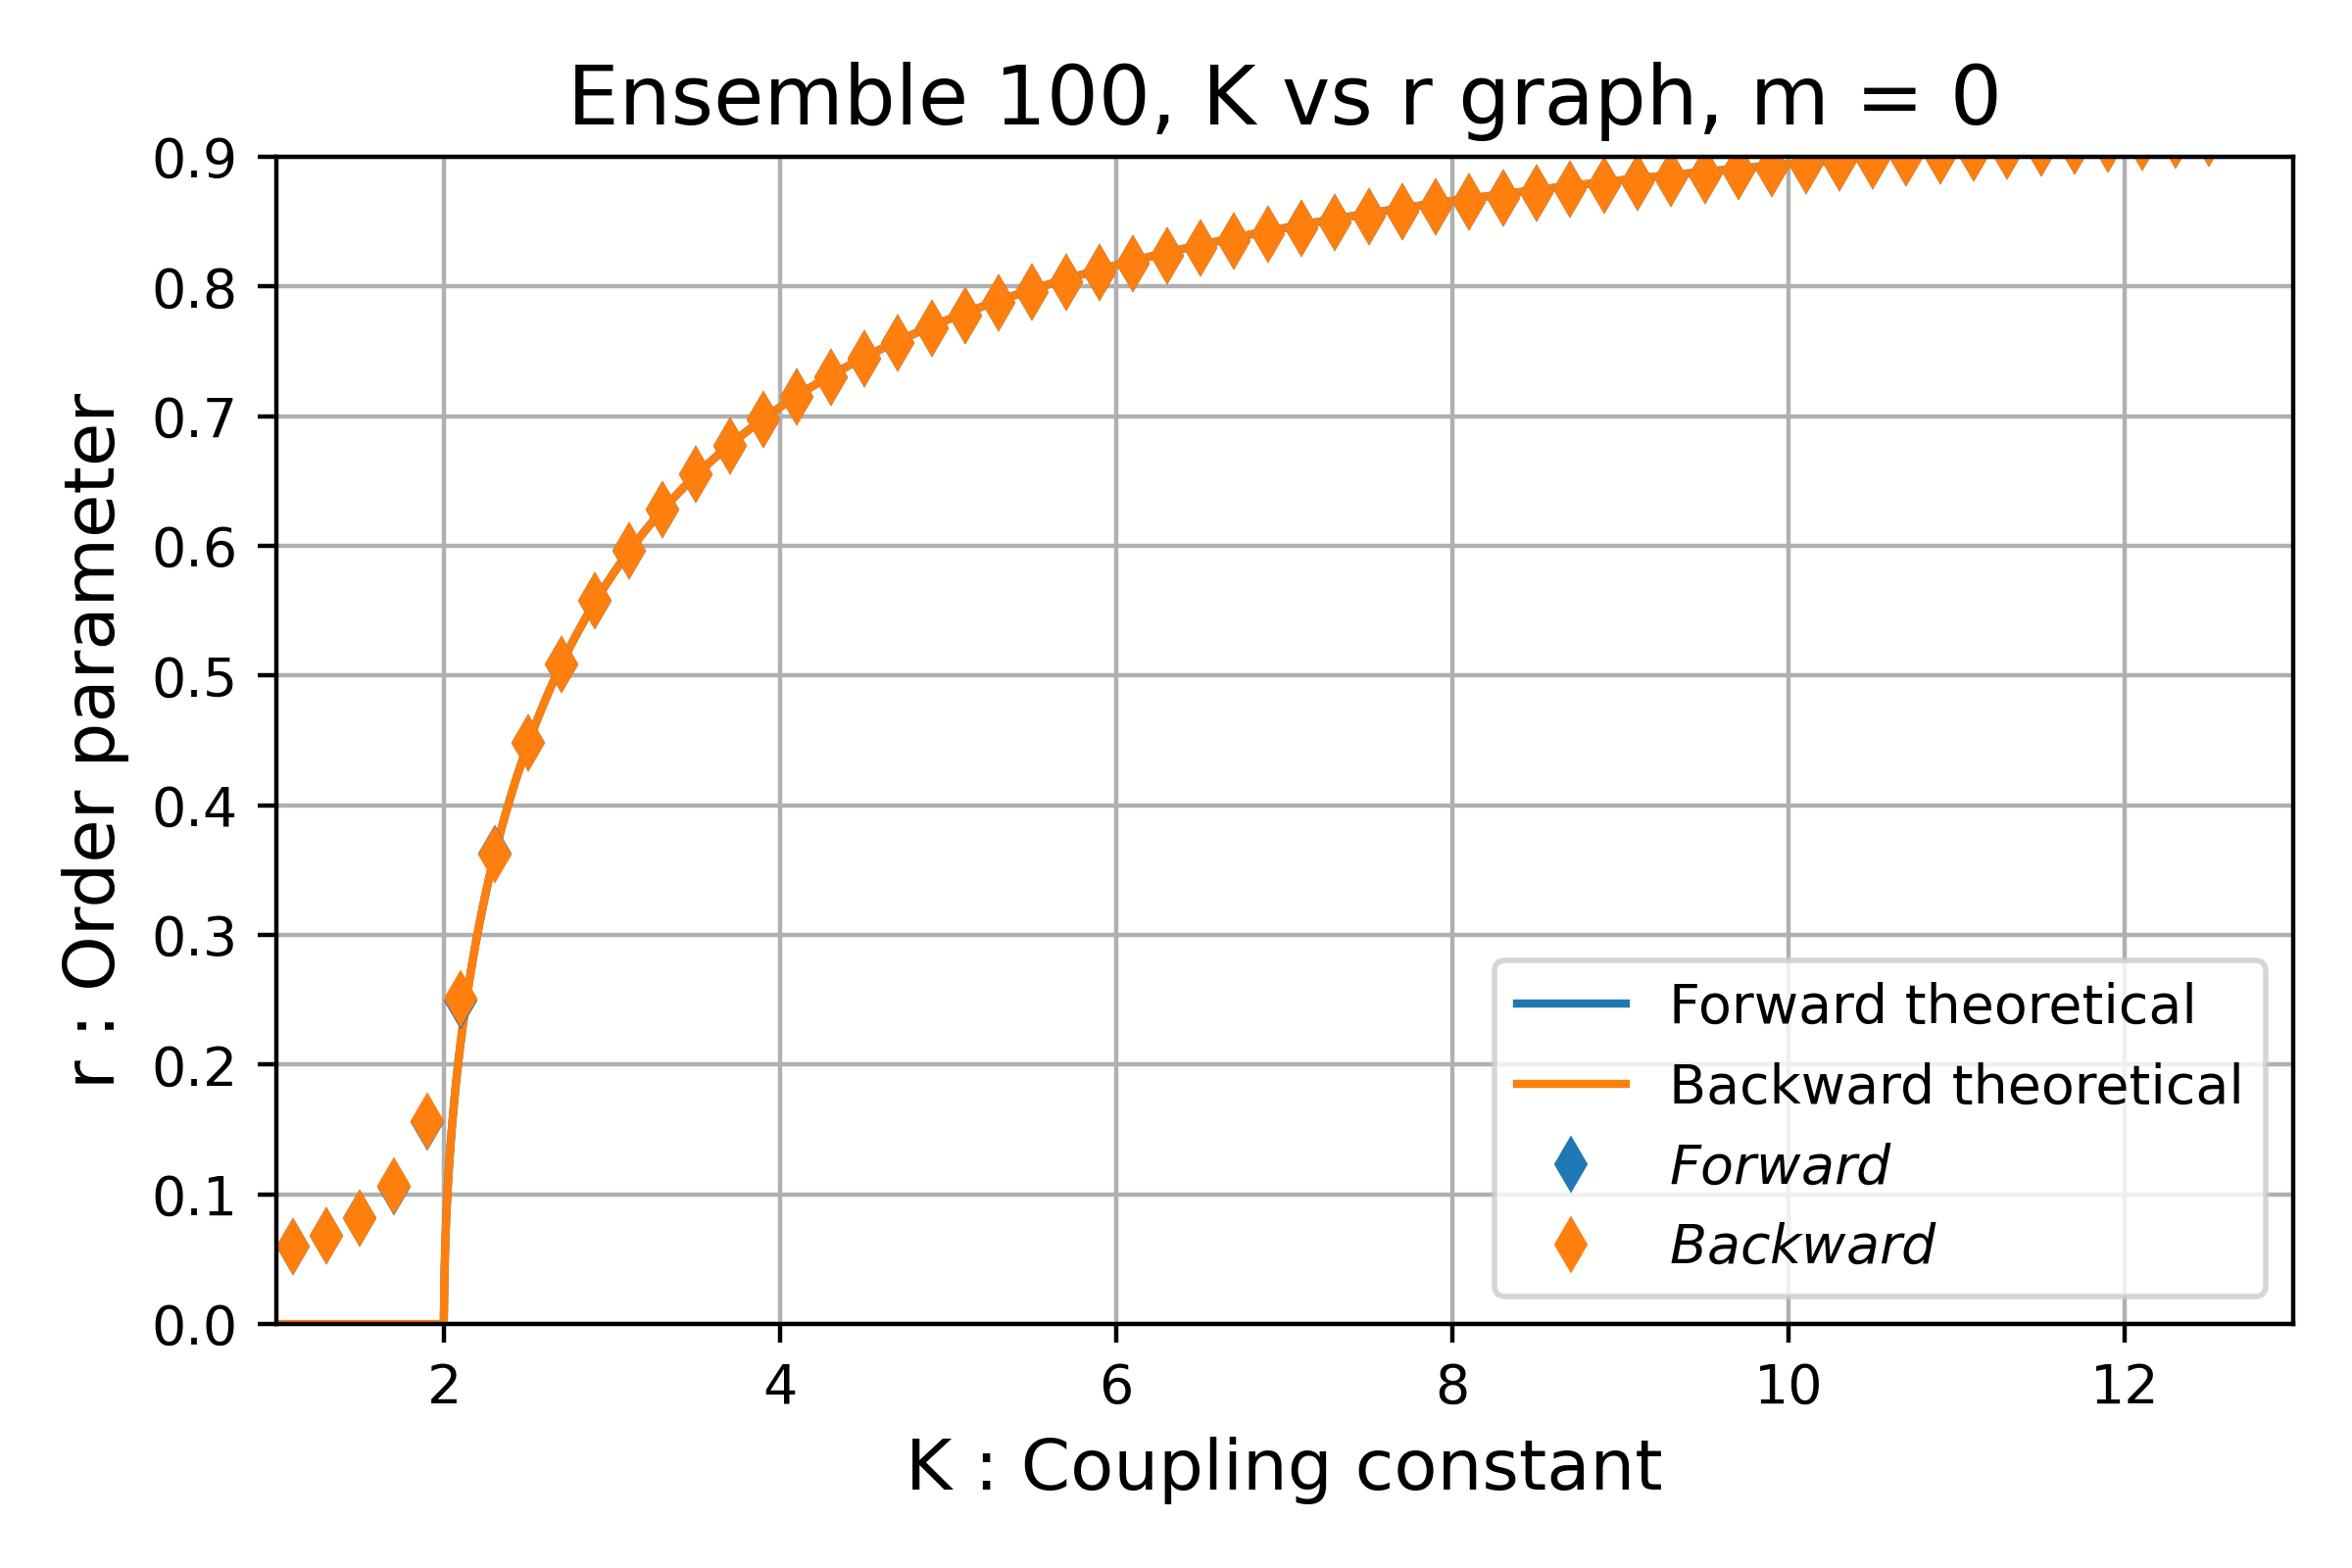 Ensemble 100, K vs r graph, m = 0
0.9
0.8
0.7
0.6
0.5
0.4
0.3
0.2
0.1
0.0
r : Order parameter
Forward theoretical
Backward theoretical
Forward
Backward
2 4 6 8 10 12
K : Coupling constant